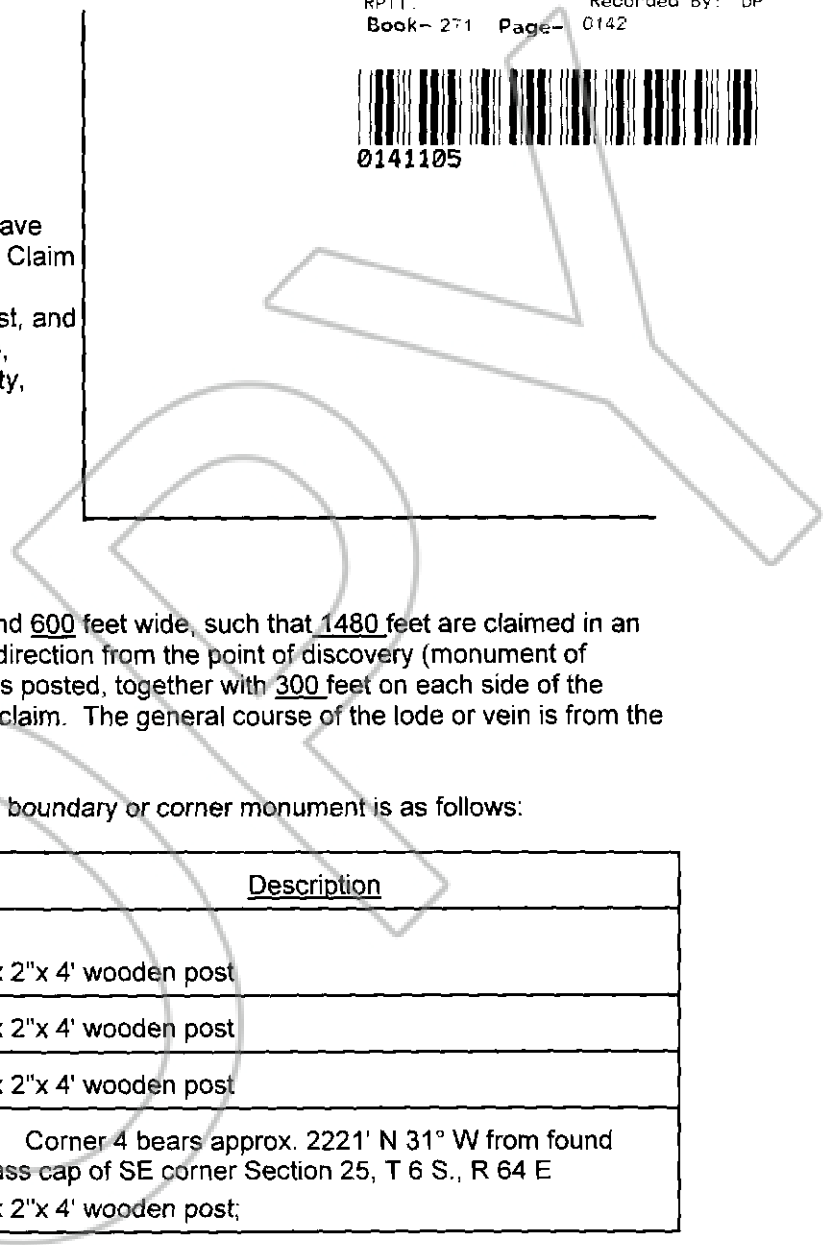 RPTT: Recorded By: DP
Book- 271 Page- 0142
0141105
ave
Claim
st, and
ty,
nd 600 feet wide, such that 1480 feet are claimed in an
direction from the point of discovery (monument of
s posted, together with 300 feet on each side of the
claim. The general course of the lode or vein is from the
boundary or corner monument is as follows:
Description
x 2"x 4' wooden post
x 2"x 4' wooden post
x 2"x 4' wooden post
Corner 4 bears approx. 2221' N 31° W from found
ass cap of SE corner Section 25, T 6 S., R 64 E
x 2"x 4' wooden post;